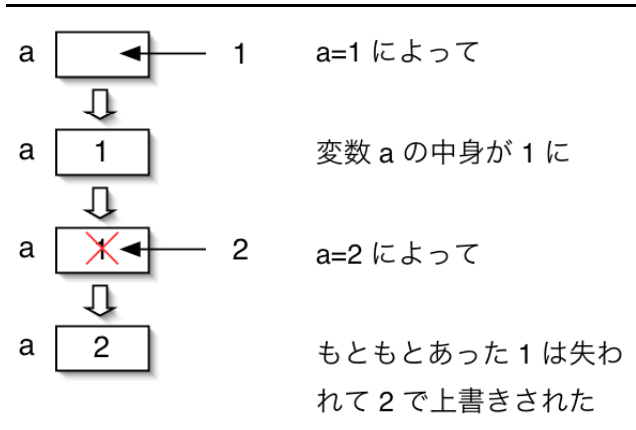 a 1 a=1 によって
a 1 変数 a の中身が 1 に
a 1 2 a=2 によって
a 2 もともとあった 1 は失わ
れて 2 で上書きされた